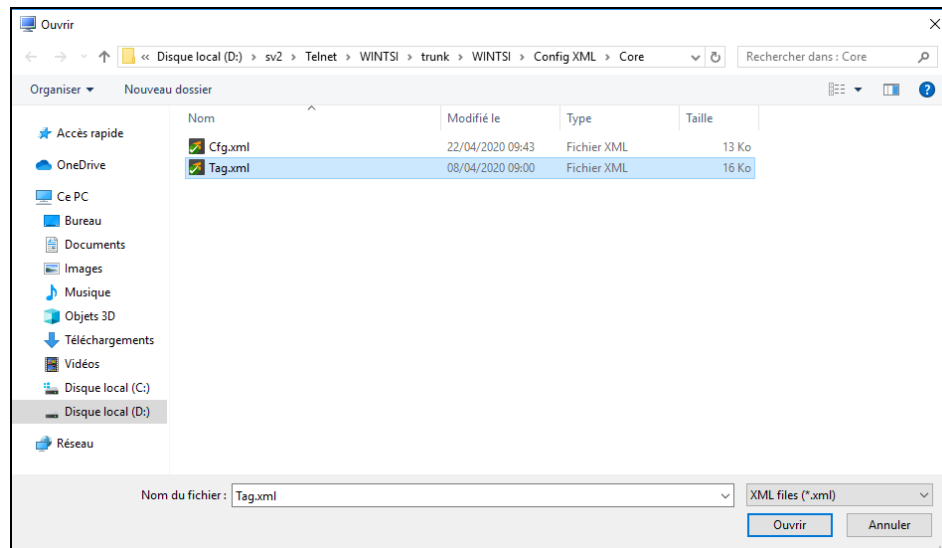 Ouvrir
« Disque local (D:) > sv2 > Telnet > WINTSI > trunk > WINTSI > Config XML > Core
Rechercher dans : Core
Organiser
Nouveau dossier
Nom
Modifié le
Type
Taille
Accès rapide
OneDrive
Ce PC
Bureau
Documents
Images
Musique
Objets 3D
Téléchargements
Vidéos
Disque local (C:)
Disque local (D:)
Réseau
Cfg.xml 22/04/2020 09:43 Fichier XML 13 Ko
Tag.xml 08/04/2020 09:00 Fichier XML 16 Ko
Nom du fichier : Tag.xml
XML files (*.xml)
Ouvrir
Annuler